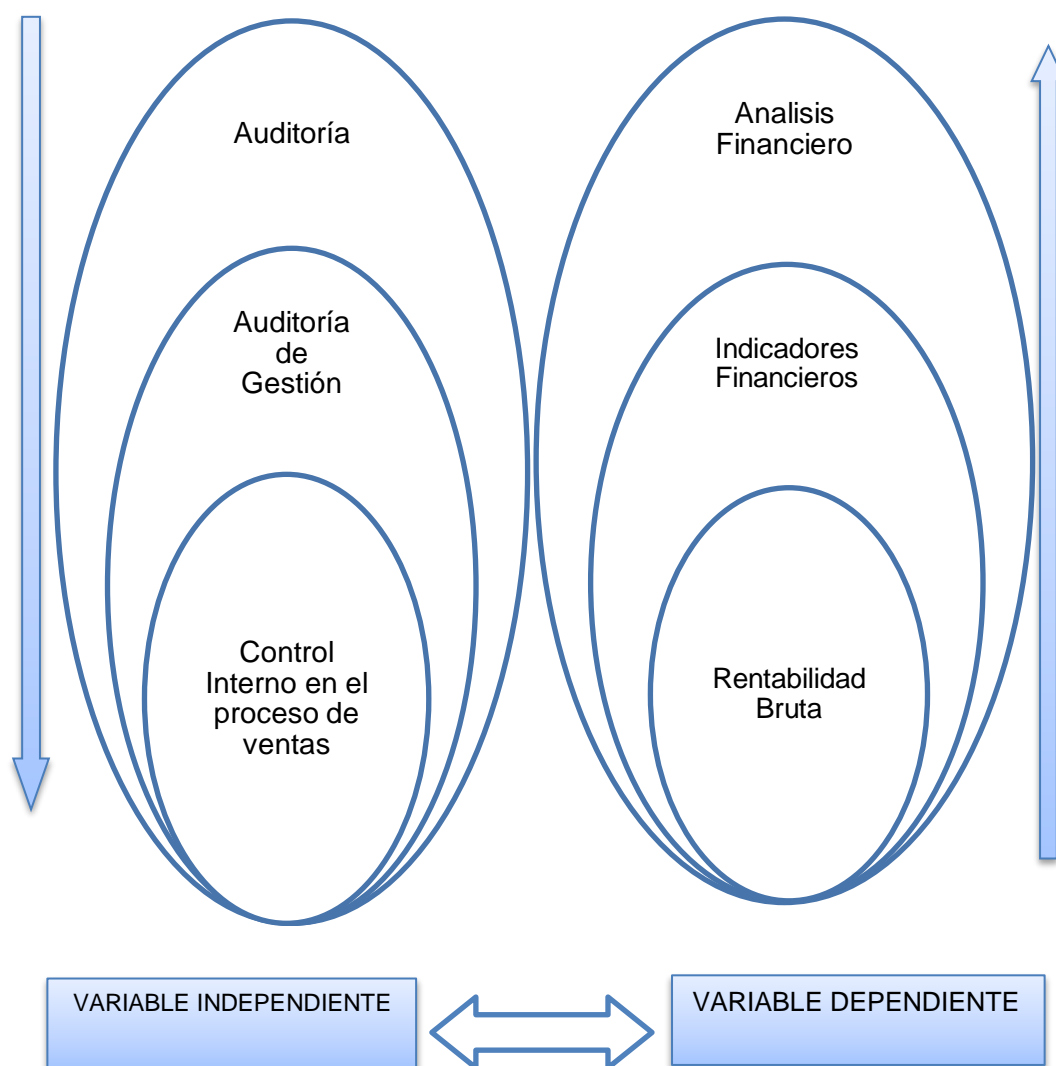 Auditoría
Auditoría
de
Gestión
Control
Interno en el
proceso de
ventas
Analisis
Financiero
Indicadores
Financieros
Rentabilidad
Bruta
VARIABLE INDEPENDIENTE
VARIABLE DEPENDIENTE